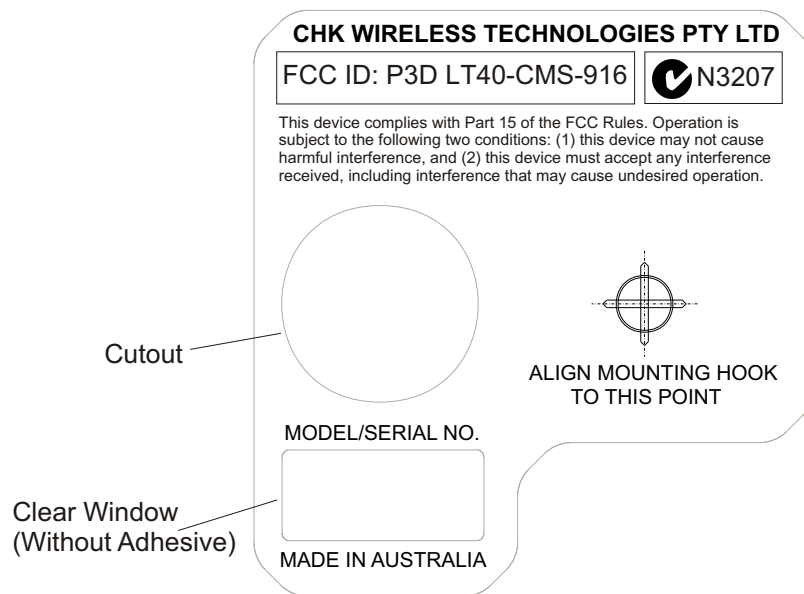 CHK WIRELESS TECHNOLOGIES PTY LTD
FCC ID: P3D LT40-CMS-916
N3207
This device complies with Part 15 of the FCC Rules. Operation is
subject to the following two conditions: (1) this device may not cause
harmful interference, and (2) this device must accept any interference
received, including interference that may cause undesired operation.
Cutout
ALIGN MOUNTING HOOK
TO THIS POINT
MODEL/SERIAL NO.
Clear Window
(Without Adhesive)
MADE IN AUSTRALIA